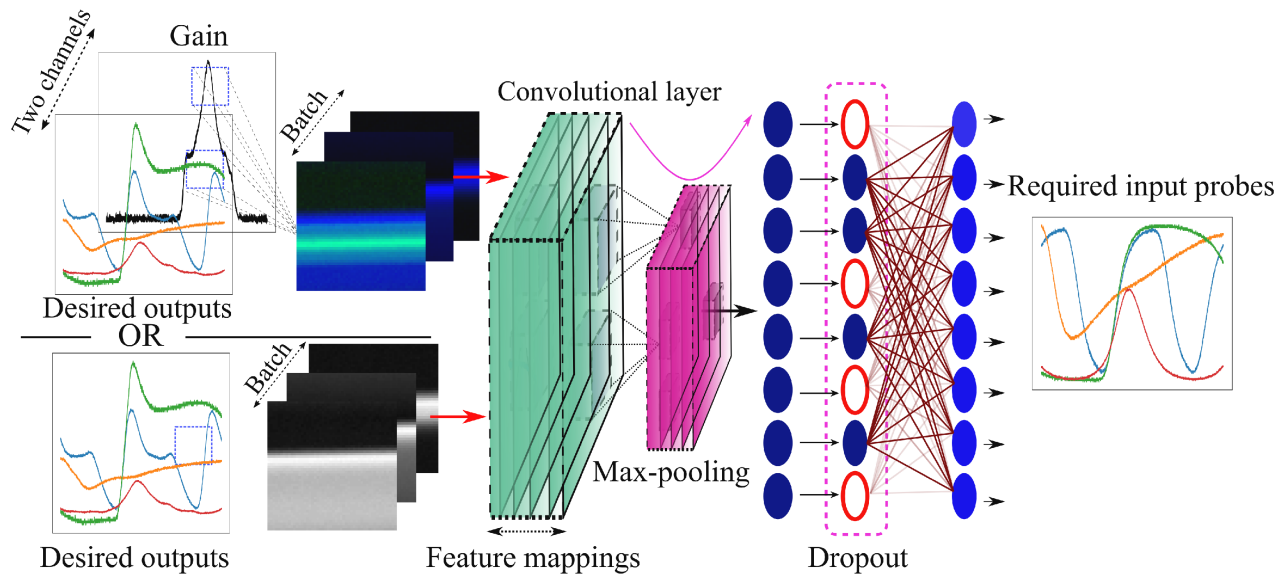 Two channels
Gain
Batch
Desired outputs
OR
Batch
Desired outputs
Convolutional layer
Feature mappings
Max-pooling
Dropout
Required input probes